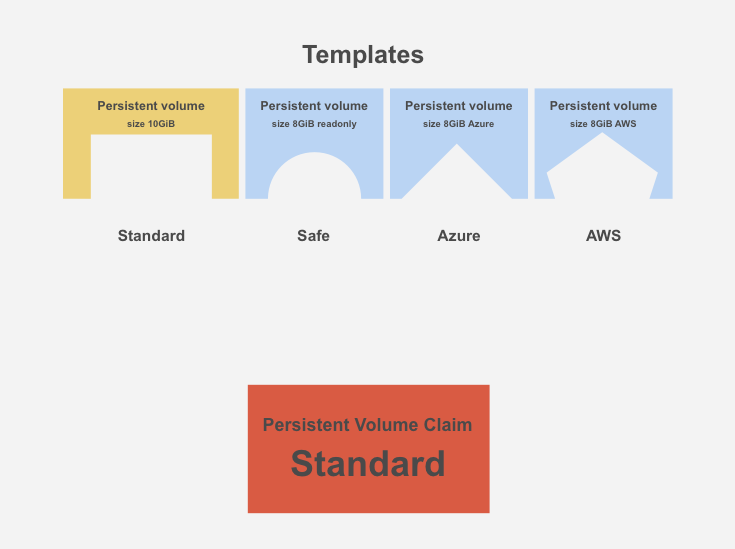 Templates
Persistent volume
size 10GiB
Persistent volume
size 8GiB readonly
Persistent volume
size 8GiB Azure
Persistent volume
size 8GiB AWS
Standard
Safe
Azure
AWS
Persistent Volume Claim
Standard